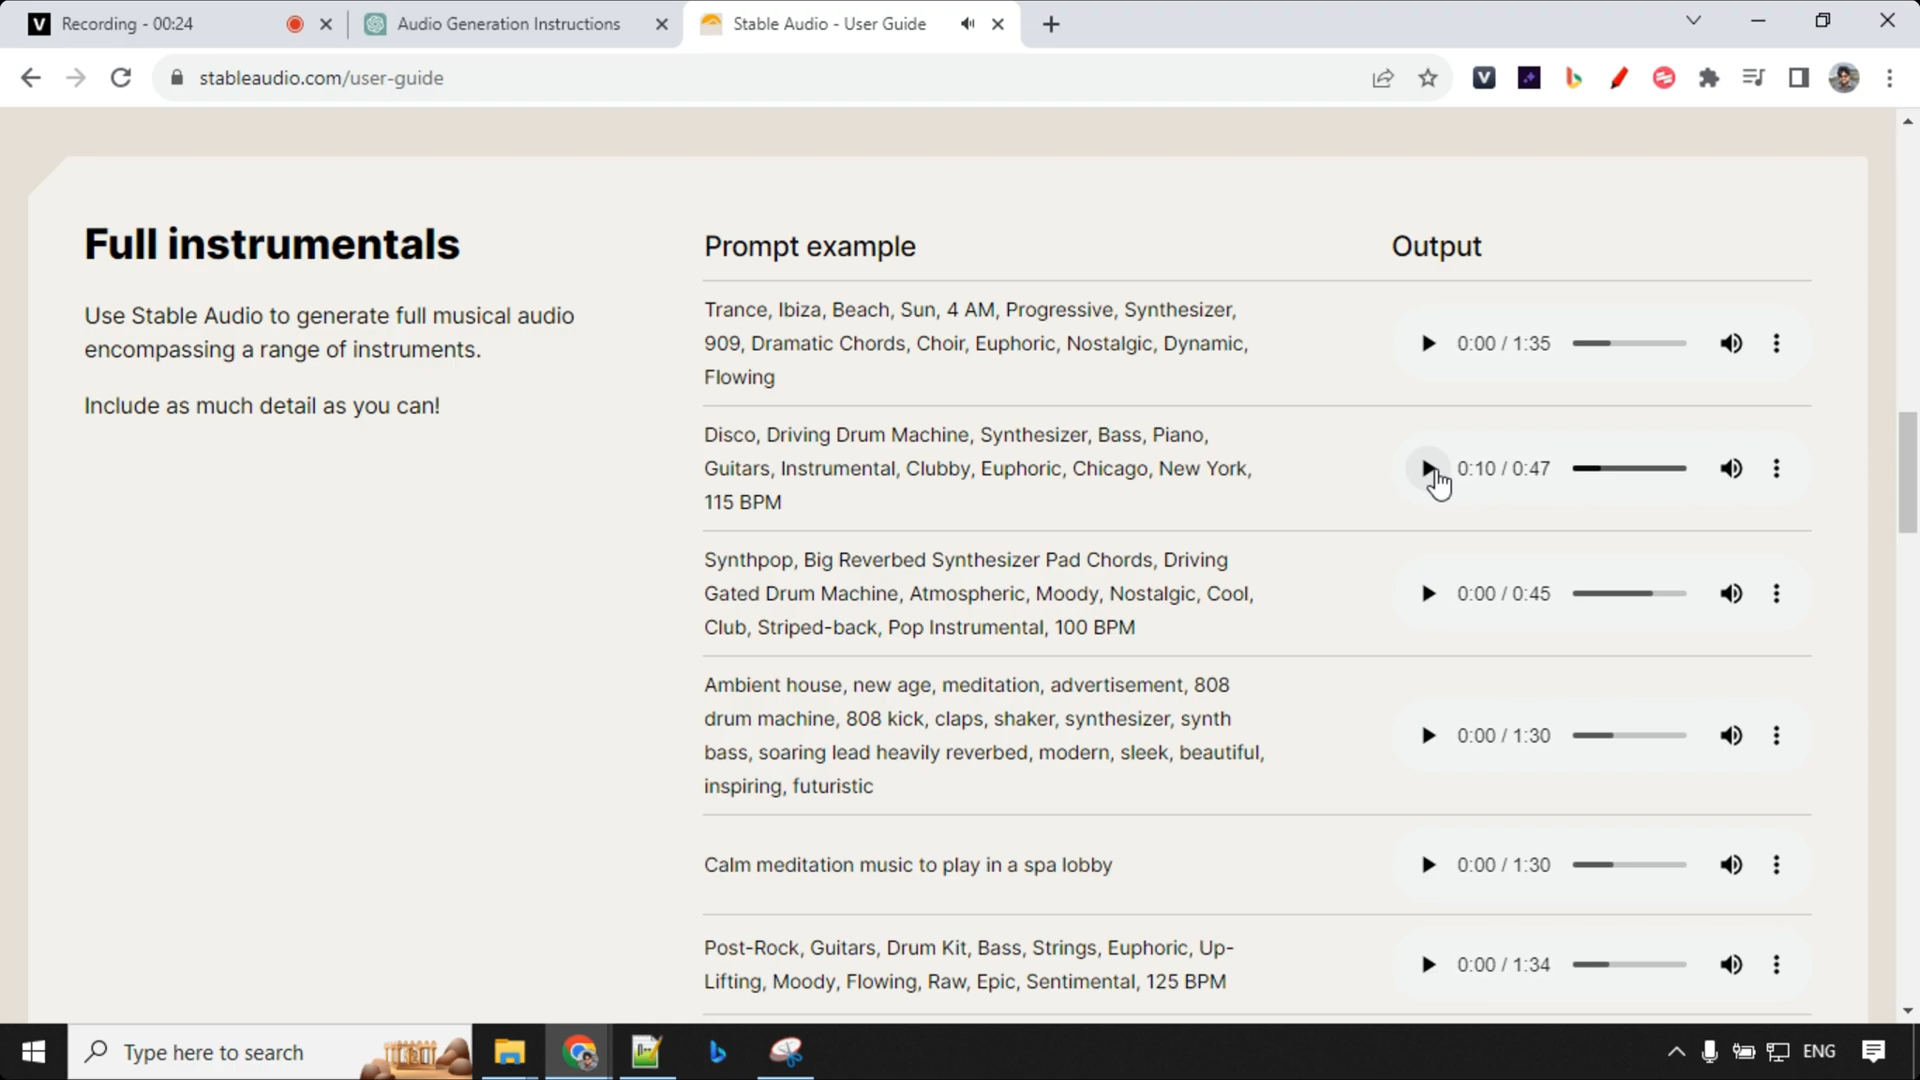 Recording - 00:24
Audio Generation Instructions
Stable Audio - User Guide
stableaudio.com/user-guide
Full instrumentals
Use Stable Audio to generate full musical audio
encompassing a range of instruments.
Include as much detail as you can!
Prompt example
Output
Trance, Ibiza, Beach, Sun, 4 AM, Progressive, Synthesizer,
909, Dramatic Chords, Choir, Euphoric, Nostalgic, Dynamic,
Flowing
0:00 / 1:35
Disco, Driving Drum Machine, Synthesizer, Bass, Piano,
Guitars, Instrumental, Clubby, Euphoric, Chicago, New York,
115 BPM
0:10 / 0:47
Synthpop, Big Reverbed Synthesizer Pad Chords, Driving
Gated Drum Machine, Atmospheric, Moody, Nostalgic, Cool,
Club, Striped-back, Pop Instrumental, 100 BPM
0:00 / 0:45
Ambient house, new age, meditation, advertisement, 808
drum machine, 808 kick, claps, shaker, synthesizer, synth
bass, soaring lead heavily reverbed, modern, sleek, beautiful,
inspiring, futuristic
0:00 / 1:30
Calm meditation music to play in a spa lobby
0:00 / 1:30
Post-Rock, Guitars, Drum Kit, Bass, Strings, Euphoric, Up-
Lifting, Moody, Flowing, Raw, Epic, Sentimental, 125 BPM
0:00 / 1:34
Type here to search
ENG